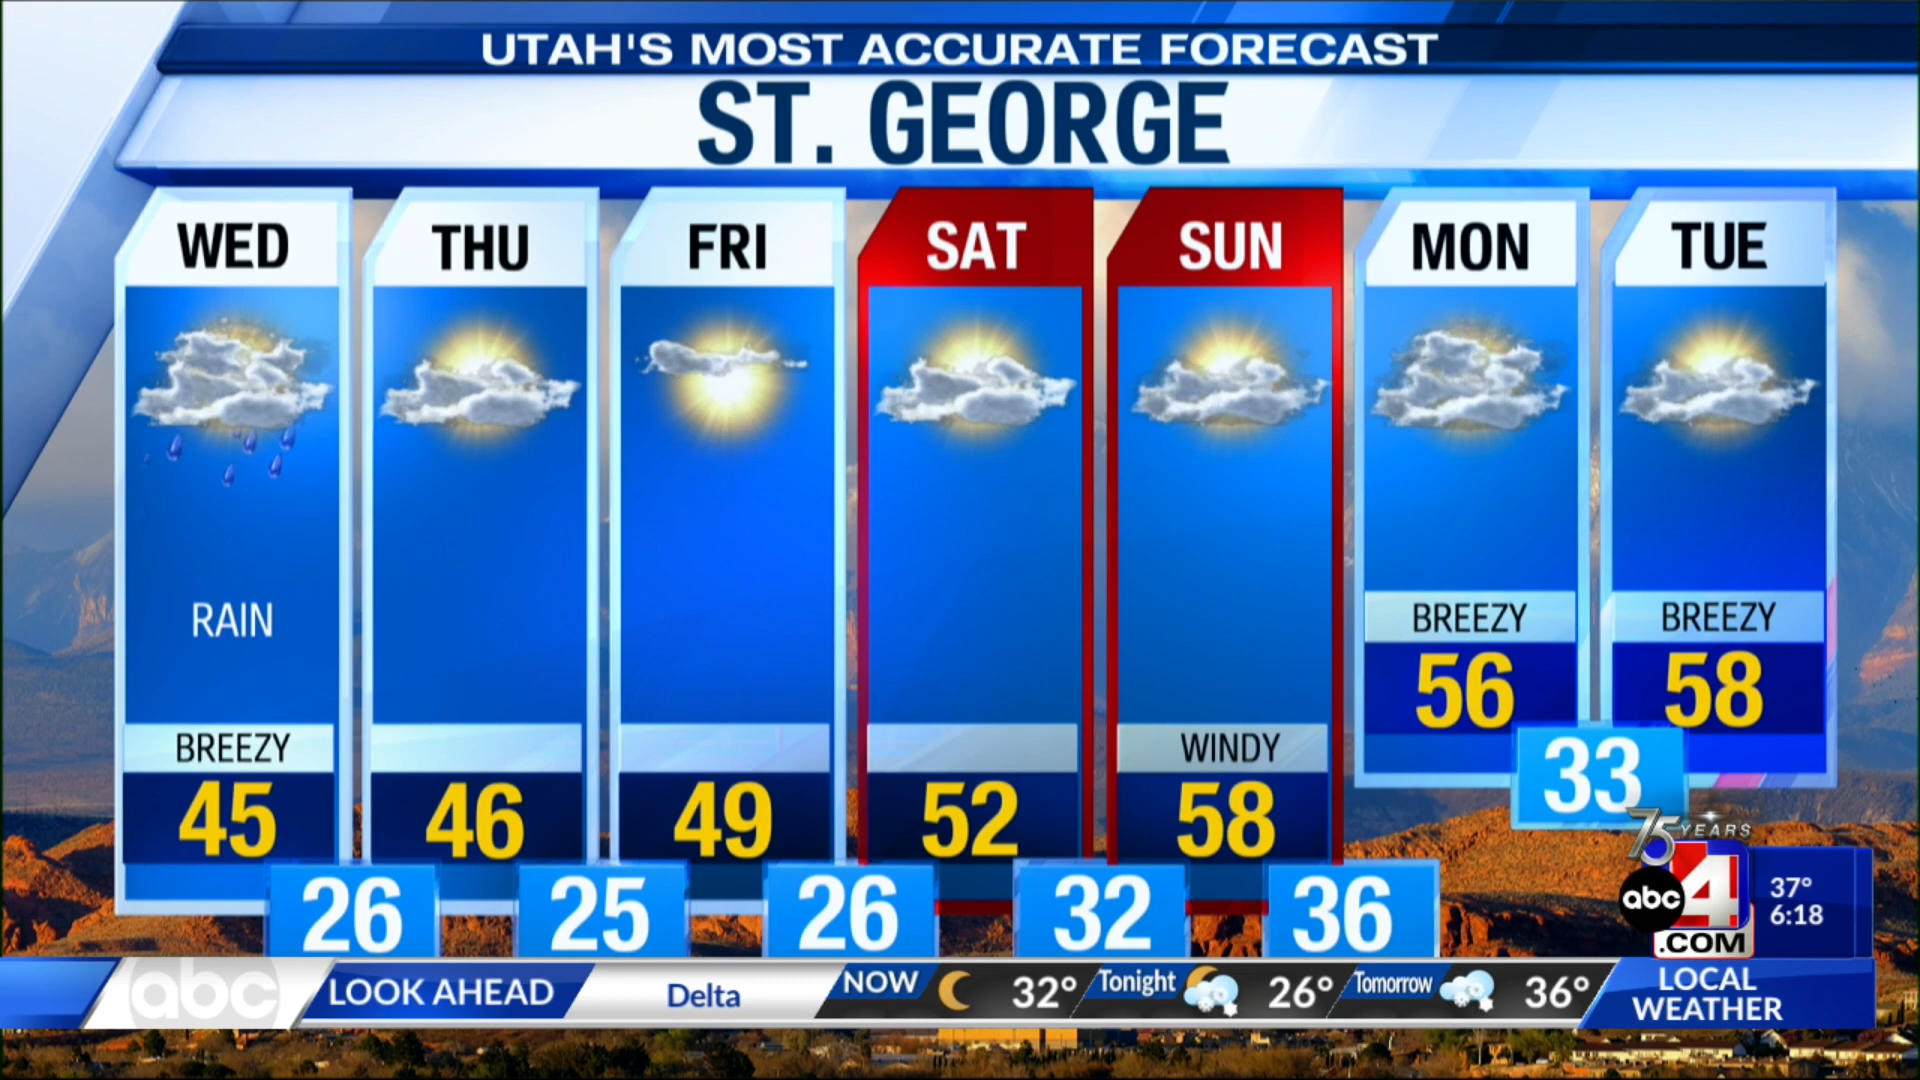 UTAH'S MOST ACCURATE FORECAST
ST. GEORGE
WED THU FRI SAT SUN MON TUE
RAIN
BREEZY BREEZY
56 58
BREEZY WINDY
33
45 46 49 52 58
26 25 26 32 36
75 YEARS
abc 4
.COM
37°
6:18
abc LOOK AHEAD Delta NOW 32° Tonight 26° Tomorrow 36° LOCAL
WEATHER